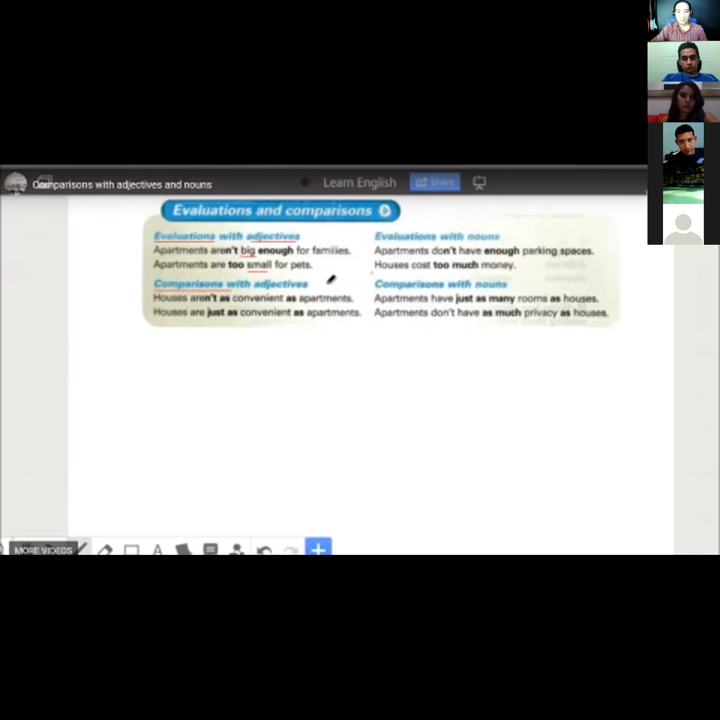 Comparisons with adjectives and nouns
Learn English
Share
Evaluations and comparisons
Evaluations with adjectives
Apartments aren't big enough for families.
Apartments are too small for pets.
Comparisons with adjectives
Houses aren't as convenient as apartments.
Houses are just as convenient as apartments.
Evaluations with nouns
Apartments don't have enough parking spaces.
Houses cost too much money.
Comparisons with nouns
Apartments have just as many rooms as houses.
Apartments don't have as much privacy as houses.
MORE VIDEOS
A